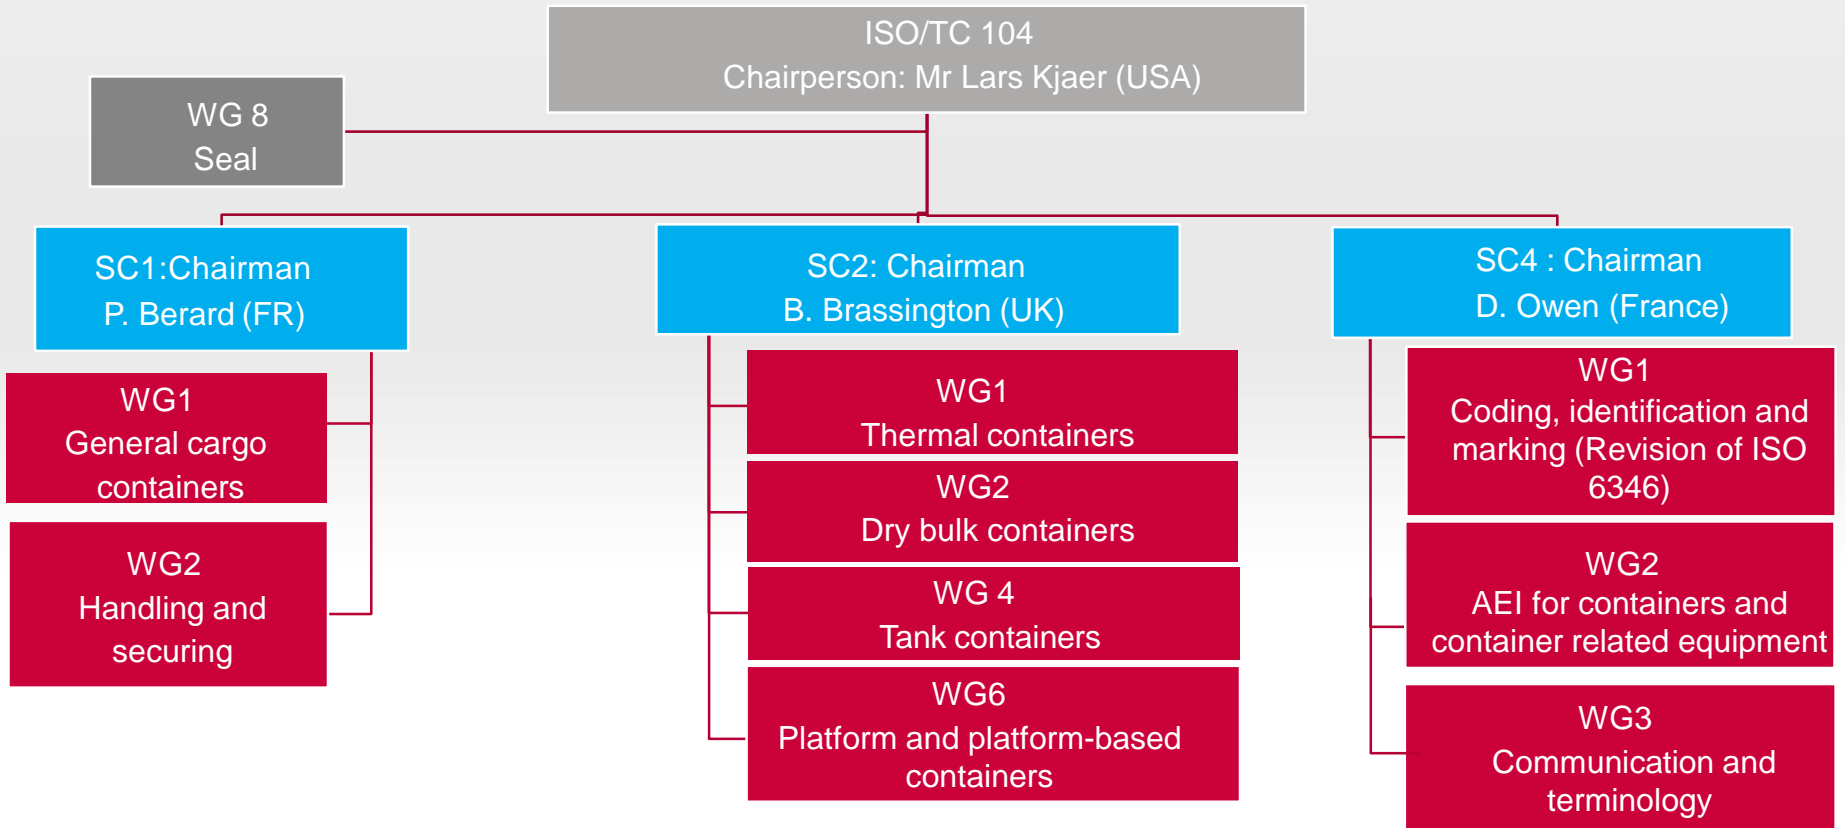 ISO/TC 104
Chairperson: Mr Lars Kjaer (USA)
WG 8
Seal
SC1:Chairman
P. Berard (FR)
WG1
General cargo
containers
WG2
Handling and
securing
SC2: Chairman
B. Brassington (UK)
WG1
Thermal containers
WG2
Dry bulk containers
WG 4
Tank containers
WG6
Platform and platform-based
containers
SC4 : Chairman
D. Owen (France)
WG1
Coding, identification and
marking (Revision of ISO
6346)
WG2
AEI for containers and
container related equipment
WG3
Communication and
terminology